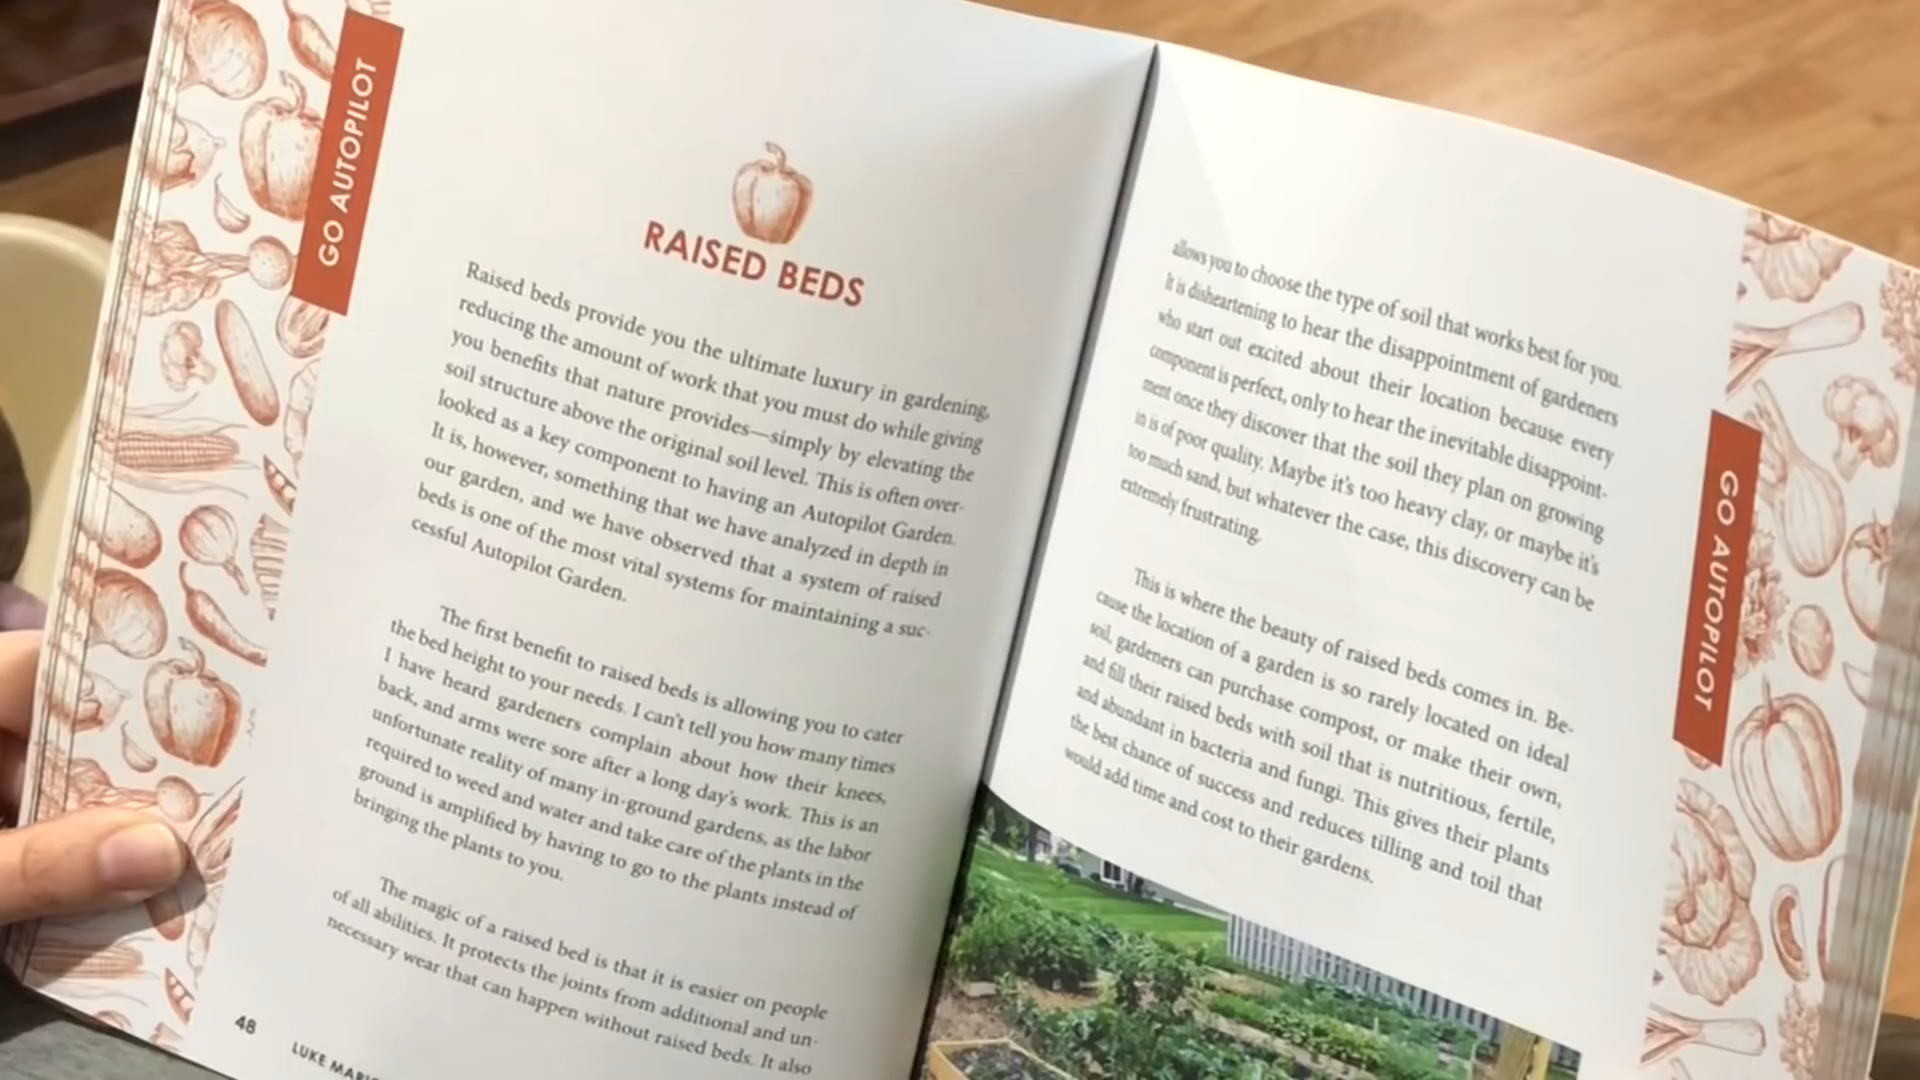 GO AUTOPILOT
RAISED BEDS
Raised beds provide you the ultimate luxury in gardening,
reducing the amount of work that you must do while giving
you benefits that nature provides—simply by elevating the
soil structure above the original soil level. This is often over-
looked as a key component to having an Autopilot Garden.
It is, however, something that we have analyzed in depth in
our garden, and we have observed that a system of raised
beds is one of the most vital systems for maintaining a suc-
cessful Autopilot Garden.
The first benefit to raised beds is allowing you to cater
the bed height to your needs. I can't tell you how many times
I have heard gardeners complain about how their knees,
back, and arms were sore after a long day's work. This is an
unfortunate reality of many in-ground gardens, as the labor
required to weed and water and take care of the plants in the
ground is amplified by having to go to the plants instead of
bringing the plants to you.
The magic of a raised bed is that it is easier on people
of all abilities. It protects the joints from additional and un-
necessary wear that can happen without raised beds. It also
48
LUKE
allows you to choose the type of soil that works best for you.
It is disheartening to hear the disappointment of gardeners
who start out excited about their location because every
component is perfect, only to hear the inevitable disappoint-
ment once they discover that the soil they plan on growing
in is of poor quality. Maybe it's too heavy clay, or maybe it's
too much sand, but whatever the case, this discovery can be
extremely frustrating.
This is where the beauty of raised beds comes in. Be-
cause the location of a garden is so rarely located on ideal
soil, gardeners can purchase compost, or make their own,
and fill their raised beds with soil that is nutritious, fertile,
and abundant in bacteria and fungi. This gives their plants
the best chance of success and reduces tilling and toil that
would add time and cost to their gardens.
GO AUTOPILOT